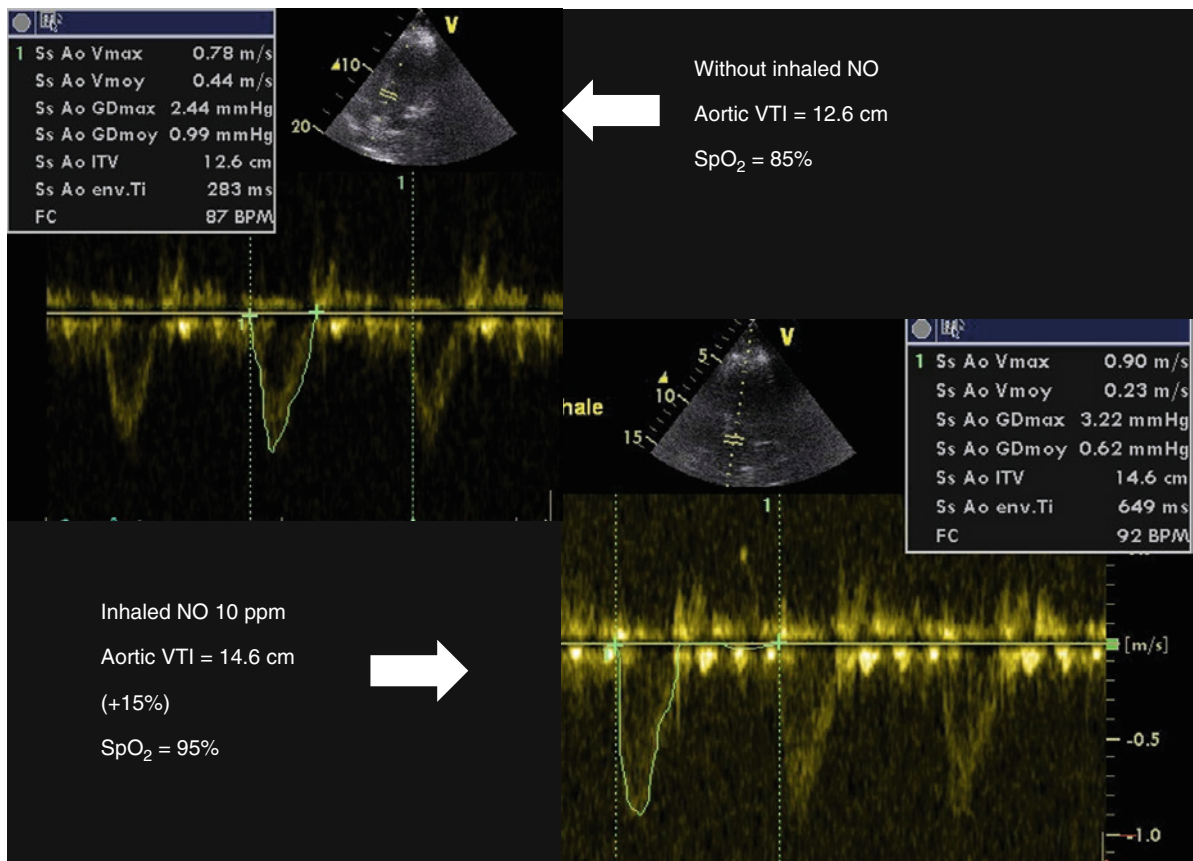 1 Ss Ao Vmax 0.78 m/s
Ss Ao Vmoy 0.44 m/s
Ss Ao GDmax 2.44 mmHg
Ss Ao GDmoy 0.99 mmHg
Ss Ao ITV 12.6 cm
Ss Ao env.Ti 283 ms
FC 87 BPM
V
10
20
1
1
Without inhaled NO
Aortic VTI = 12.6 cm
SpO₂ = 85%
V
5
10
15
hale
1 Ss Ao Vmax 0.90 m/s
Ss Ao Vmoy 0.23 m/s
Ss Ao GDmax 3.22 mmHg
Ss Ao GDmoy 0.62 mmHg
Ss Ao ITV 14.6 cm
Ss Ao env.Ti 649 ms
FC 92 BPM
1
[m/s]
-0.5
-1.0
Inhaled NO 10 ppm
Aortic VTI = 14.6 cm
(+15%)
SpO₂ = 95%